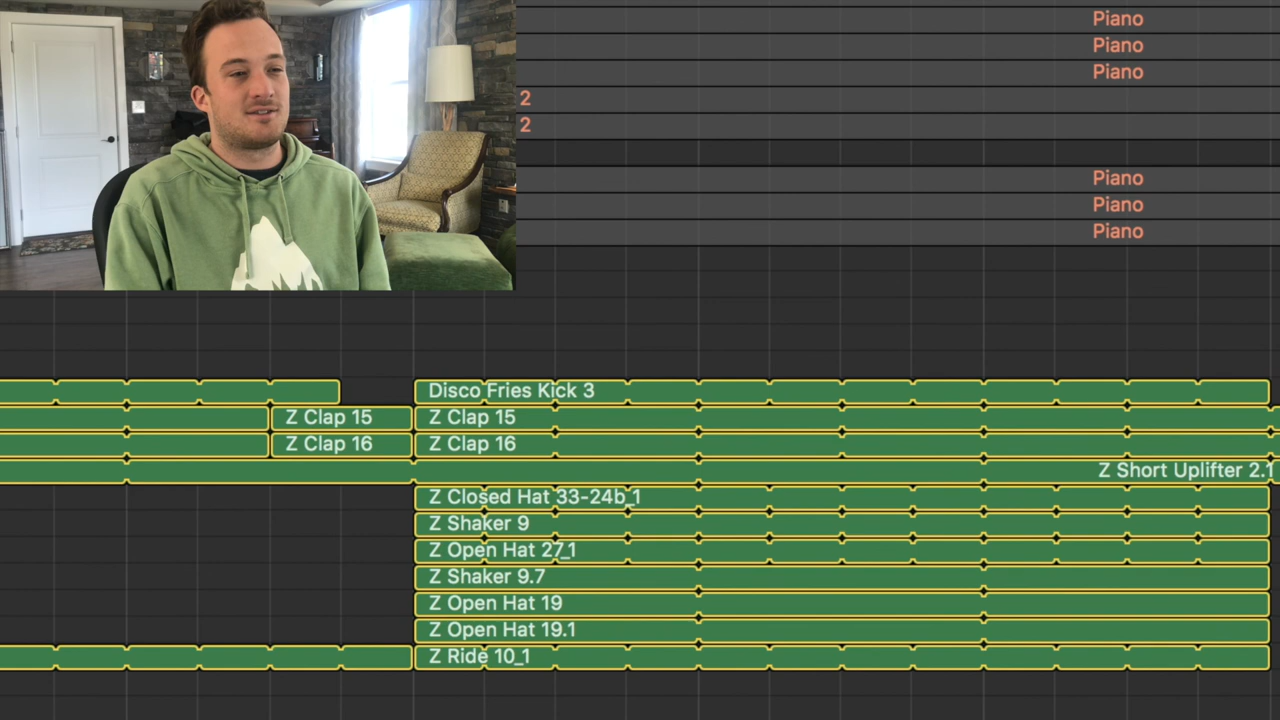 Piano
Piano
Piano
2
2
Piano
Piano
Piano
Disco Fries Kick 3
Z Clap 15 Z Clap 15
Z Clap 16 Z Clap 16
Z Short Uplifter 2.1
Z Closed Hat 33-24b_1
Z Shaker 9
Z Open Hat 27_1
Z Shaker 9.7
Z Open Hat 19
Z Open Hat 19.1
Z Ride 10_1